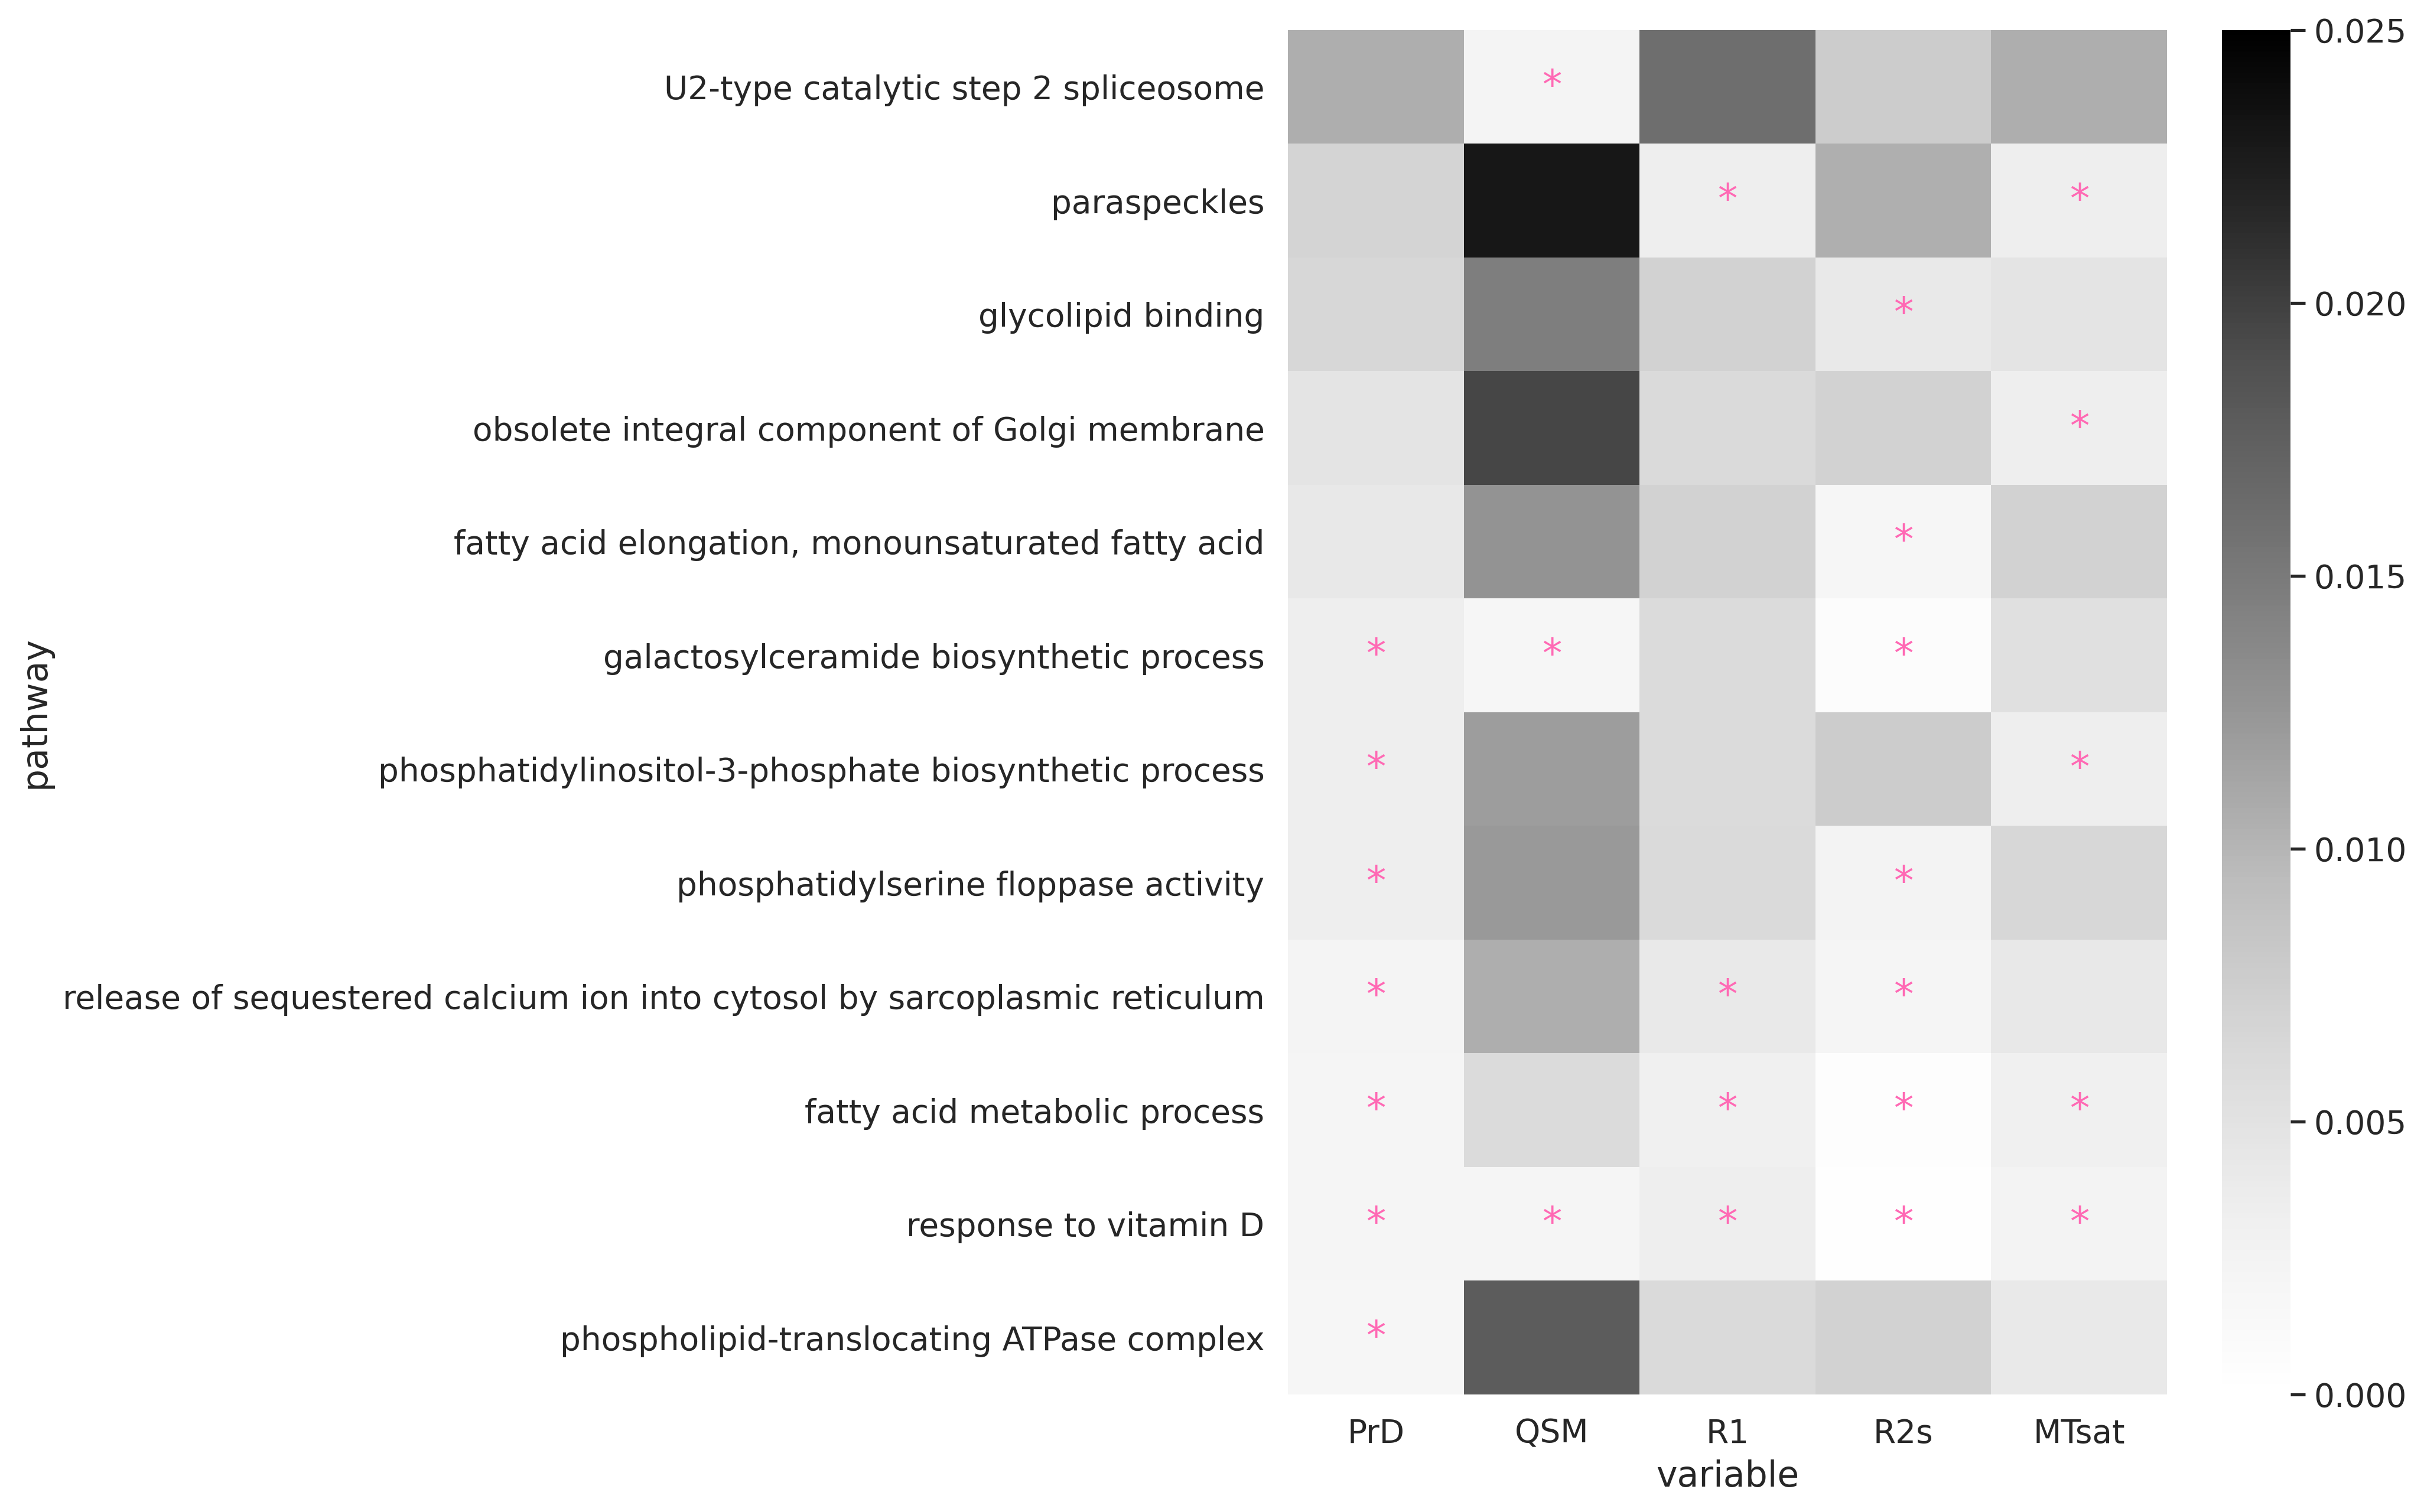 U2-type catalytic step 2 spliceosome * 0.025
paraspeckles * *
glycolipid binding * 0.020
obsolete integral component of Golgi membrane *
fatty acid elongation, monounsaturated fatty acid * 0.015
galactosylceramide biosynthetic process * * *
pathway
phosphatidylinositol-3-phosphate biosynthetic process * *
phosphatidylserine floppase activity * * 0.010
release of sequestered calcium ion into cytosol by sarcoplasmic reticulum * * *
fatty acid metabolic process * * * * 0.005
response to vitamin D * * * * *
phospholipid-translocating ATPase complex * 0.000
PrD QSM R1 R2s MTsat
variable